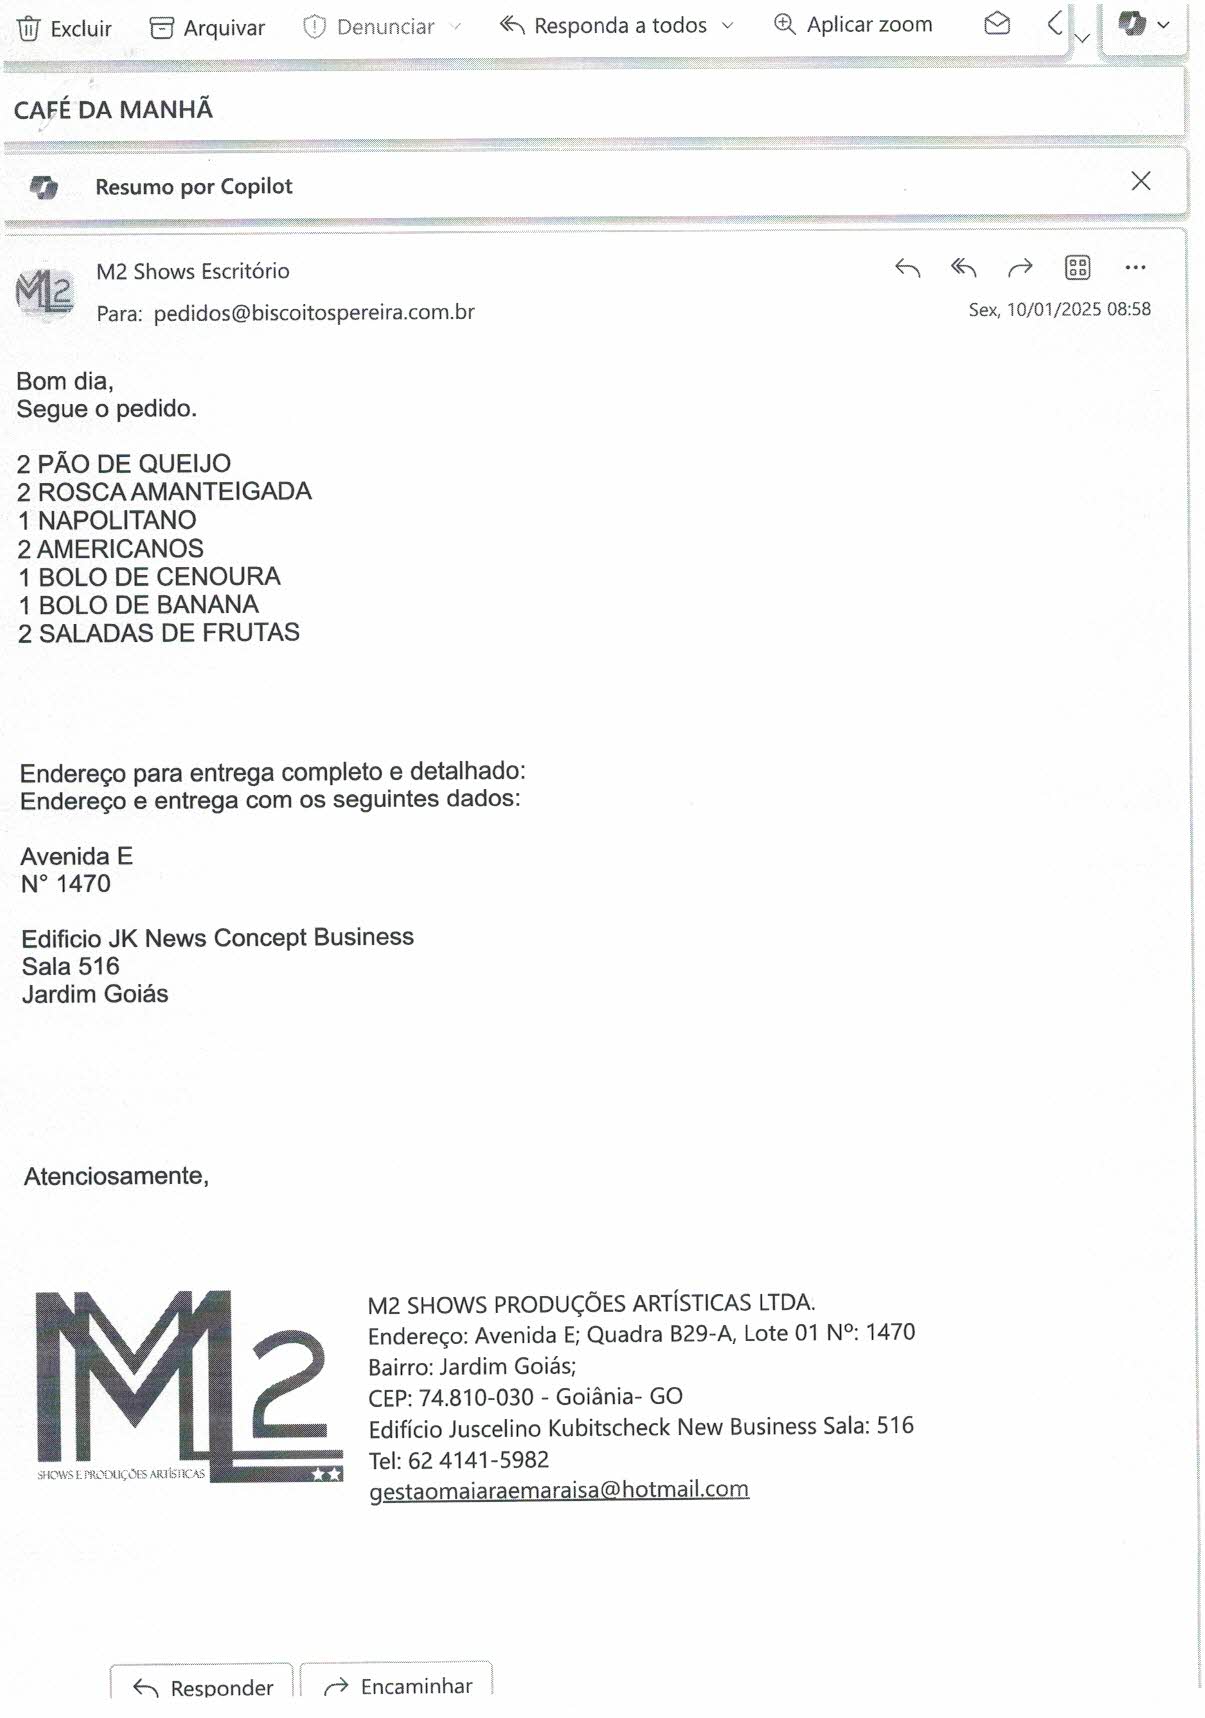 Excluir Arquivar Denunciar Responda a todos Aplicar zoom
CAFÉ DA MANHÃ
Resumo por Copilot
M2 Shows Escritório
Para: pedidos@biscoitospereira.com.br
Sex, 10/01/2025 08:58
Bom dia,
Segue o pedido.
2 PÃO DE QUEIJO
2 ROSCA AMANTEIGADA
1 NAPOLITANO
2 AMERICANOS
1 BOLO DE CENOURA
1 BOLO DE BANANA
2 SALADAS DE FRUTAS
Endereço para entrega completo e detalhado:
Endereço e entrega com os seguintes dados:
Avenida E
N° 1470
Edificio JK News Concept Business
Sala 516
Jardim Goiás
Atenciosamente,
M2
SHOWS E PRODUÇÕES ARTÍSTICAS
M2 SHOWS PRODUÇÕES ARTÍSTICAS LTDA.
Endereço: Avenida E; Quadra B29-A, Lote 01 Nº: 1470
Bairro: Jardim Goiás;
CEP: 74.810-030 - Goiânia- GO
Edifício Juscelino Kubitscheck New Business Sala: 516
Tel: 62 4141-5982
gestaomaiaraemaraisa@hotmail.com
Responder Encaminhar